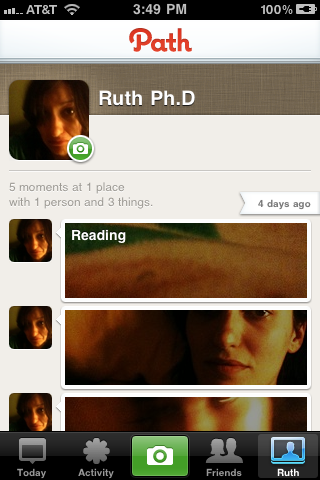 AT&T 3:49 PM 100%
Path
Ruth Ph.D
5 moments at 1 place
with 1 person and 3 things.
4 days ago
Reading
Today Activity Friends Ruth